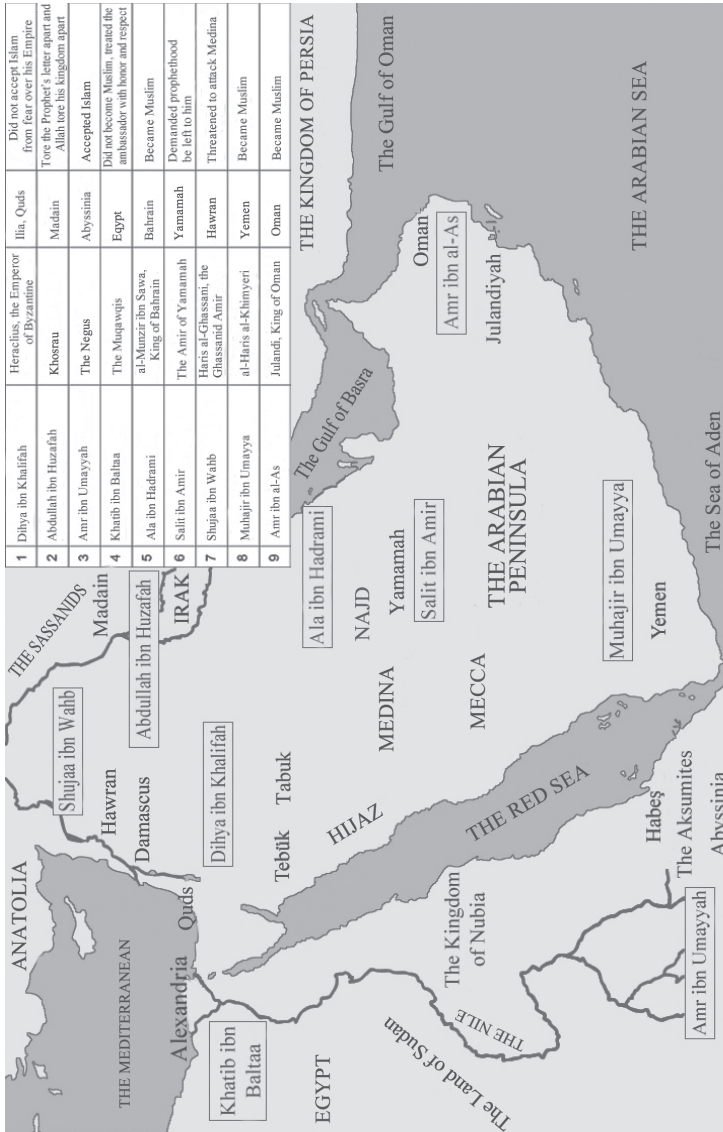 1 Dihya ibn Khalifah Heraclius, the Emperor of Byzantine Ilia, Quds Did not accept Islam from fear over his Empire
2 Abdullah ibn Huzafah Khosrau Madain Tore the Prophet's letter apart and Allah tore his kingdom apart
3 Amr ibn Umayyah The Negus Abyssinia Accepted Islam
4 Khatib ibn Baltaa The Muqawqis Eqypt Did not become Muslim, treated the ambassador with honor and respect
5 Ala ibn Hadrami al-Munzir ibn Sawa, King of Bahrain Bahrain Became Muslim
6 Salit ibn Amir The Amir of Yamamah Yamamah Demanded prophethood be left to him
7 Shujaa ibn Wahb Haris al-Ghassani, the Ghassanid Amir Hawran Threatened to attack Medina
8 Muhajir ibn Umayya al-Haris al-Khimyeri Yemen Became Muslim
9 Amr ibn al-As Julandi, King of Oman Oman Became Muslim
ANATOLIA
THE MEDITERRANEAN
THE SASSANIDS
Shujaa ibn Wahb
Madain
Hawran
Damascus
Abdullah ibn Huzafah
IRAK
Alexandria
Quds
Dihya ibn Khalifah
Khatib ibn
Baltaa
Tebük
Tabuk
EGYPT
HIJAZ
Ala ibn Hadrami
The Gulf of Basra
THE KINGDOM OF PERSIA
NAJD
MEDINA
Yamamah
Salit ibn Amir
The Gulf of Oman
Oman
Amr ibn al-As
Julandiyah
The Land of Sudan
THE NILE
The Kingdom
of Nubia
THE RED SEA
MECCA
THE ARABIAN
PENINSULA
Muhajir ibn Umayya
Yemen
Habeş
The Aksumites
Abyssinia
Amr ibn Umayyah
The Sea of Aden
THE ARABIAN SEA